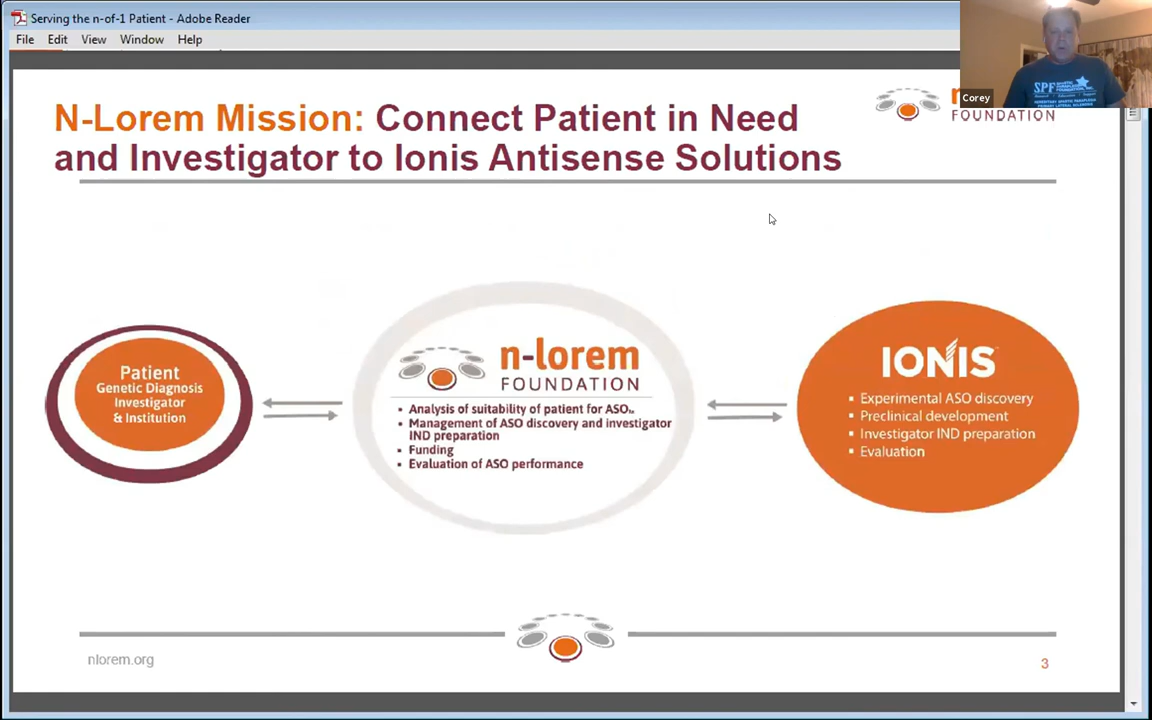 Serving the n-of-1 Patient - Adobe Reader
File Edit View Window Help
Corey
SPF
FOUNDATION
N-Lorem Mission: Connect Patient in Need
and Investigator to Ionis Antisense Solutions
Patient
Genetic Diagnosis
Investigator
& Institution
n-lorem
FOUNDATION
▪ Analysis of suitability of patient for ASO
▪ Management of ASO discovery and investigator
IND preparation
▪ Funding
▪ Evaluation of ASO performance
IONIS
▪ Experimental ASO discovery
▪ Preclinical development
▪ Investigator IND preparation
▪ Evaluation
nlorem.org
3